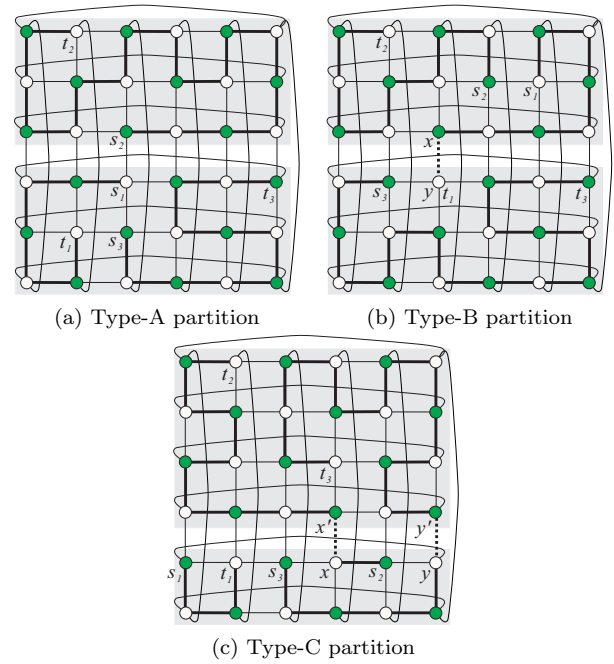 t₂
s₂
s₁
t₃
t₁
s₃
(a) Type-A partition
t₂
s₂ s₁
x
s₃ y t₁ t₃
(b) Type-B partition
t₂
t₃
x′ y′
s₁ t₁ s₃ x s₂ y
(c) Type-C partition